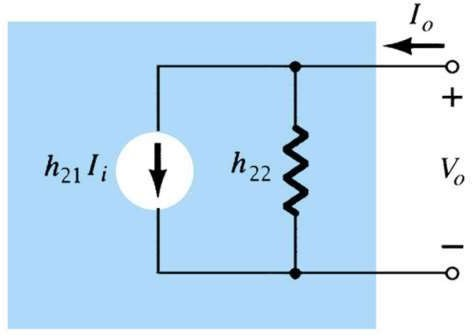 I_o
+
h_21 I_i
h_22
V_o
−